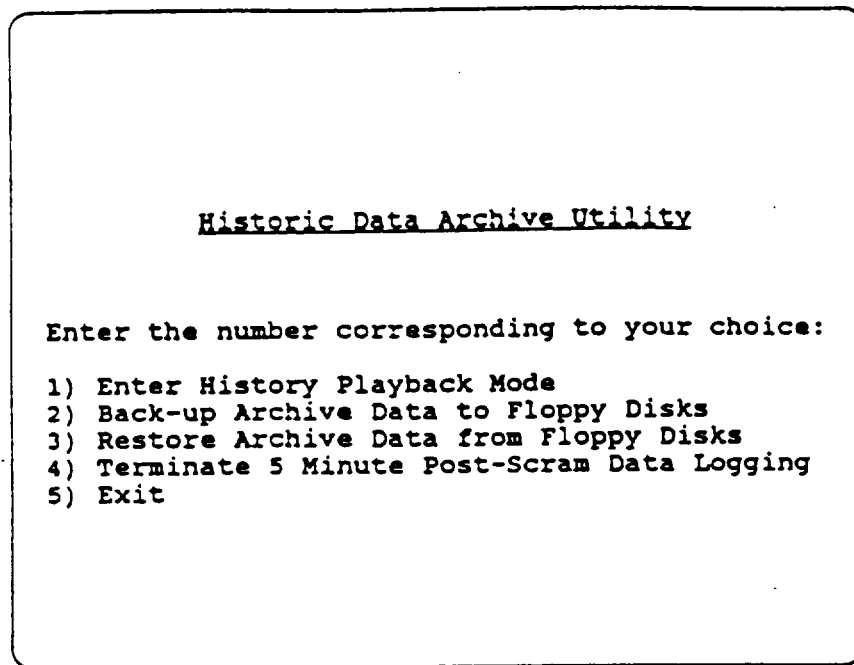 Historic Data Archive Utility
Enter the number corresponding to your choice:
1) Enter History Playback Mode
2) Back-up Archive Data to Floppy Disks
3) Restore Archive Data from Floppy Disks
4) Terminate 5 Minute Post-Scram Data Logging
5) Exit